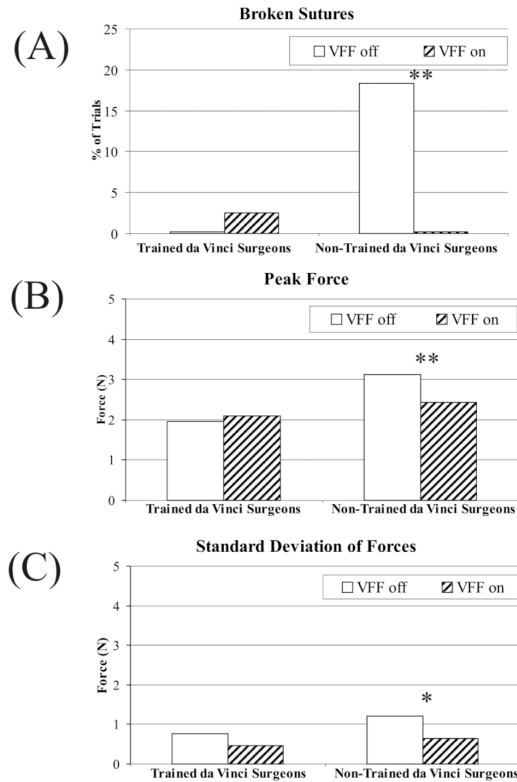 (A)
Broken Sutures
VFF off VFF on
**
25
20
15
10
5
0
% of Trials
Trained da Vinci Surgeons Non-Trained da Vinci Surgeons
(B)
Peak Force
VFF off VFF on
**
5
4
3
2
1
0
Force (N)
Trained da Vinci Surgeons Non-Trained da Vinci Surgeons
(C)
Standard Deviation of Forces
VFF off VFF on
*
5
4
3
2
1
0
Force (N)
Trained da Vinci Surgeons Non-Trained da Vinci Surgeons